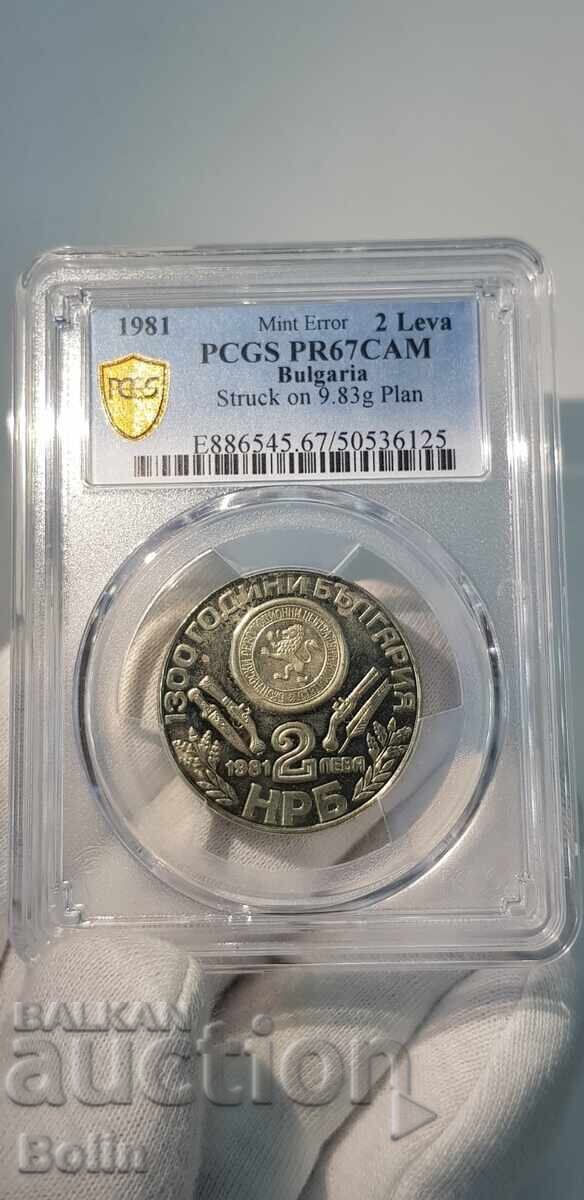 1981 Mint Error 2 Leva
PCGS PR67CAM
Bulgaria
Struck on 9.83g Plan
PCGS
E886545.67/50536125
1300 ГОДИНИ БЪЛГАРИЯ
1981 2 ЛЕВА
НРБ
BALKAN
auction
Bolin